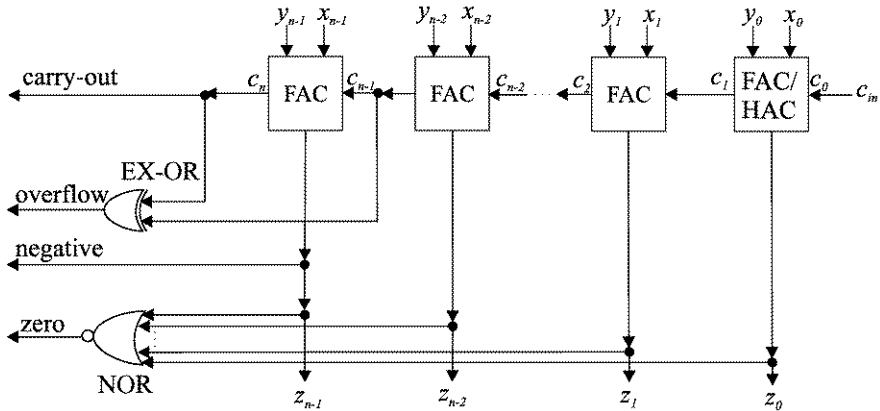 y_{n-1} x_{n-1} y_{n-2} x_{n-2} y_1 x_1 y_0 x_0
carry-out c_n FAC c_{n-1} FAC c_{n-2} c_2 FAC c_1 FAC/ c_0 c_{in}
HAC
EX-OR
overflow
negative
zero
NOR
z_{n-1} z_{n-2} z_1 z_0